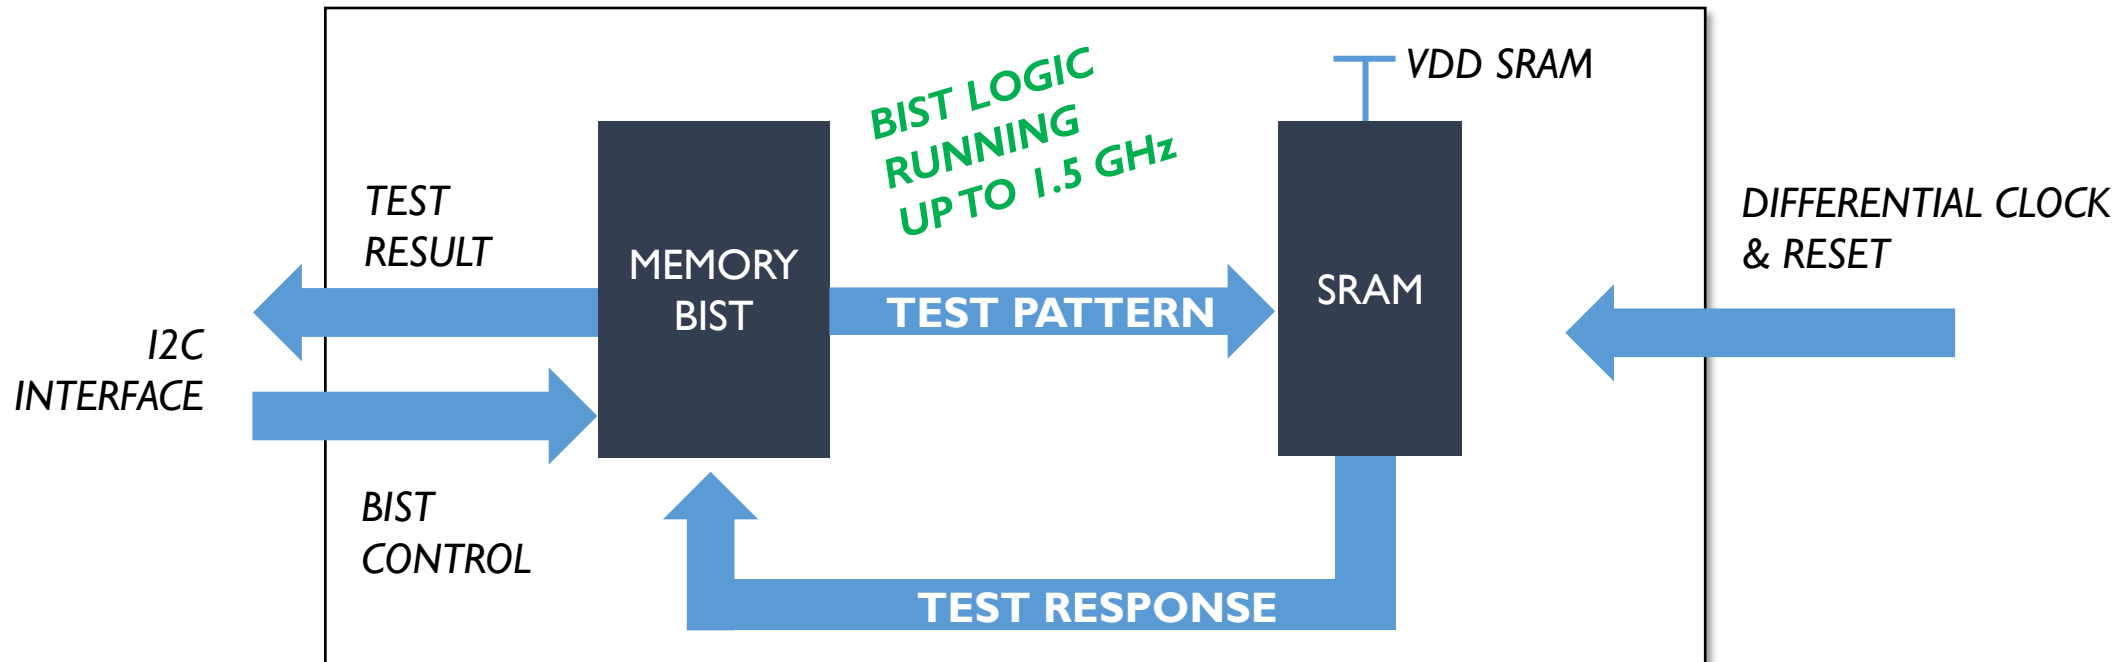 BIST LOGIC
RUNNING
UP TO 1.5 GHz
VDD SRAM
TEST
RESULT
MEMORY
BIST
TEST PATTERN
SRAM
DIFFERENTIAL CLOCK
& RESET
I2C
INTERFACE
BIST
CONTROL
TEST RESPONSE